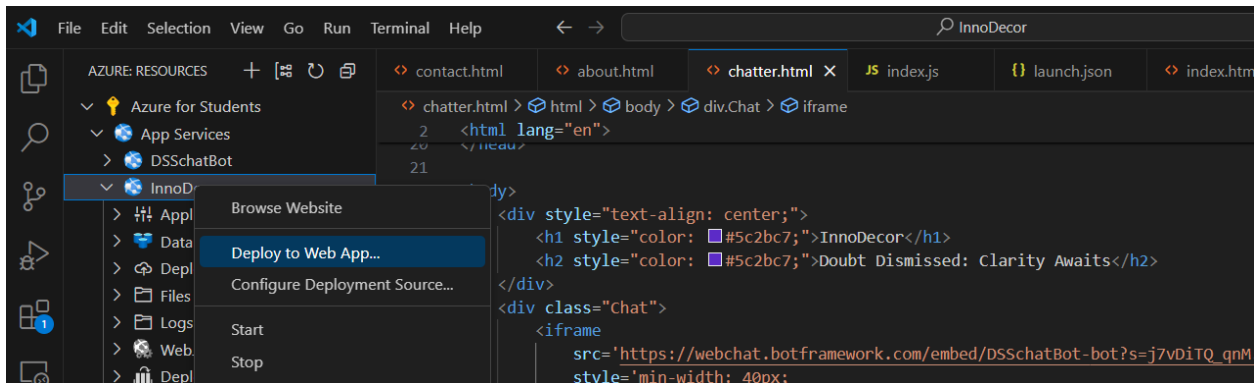 File Edit Selection View Go Run Terminal Help InnoDecor
AZURE: RESOURCES
contact.html about.html chatter.html JS index.js {} launch.json index.htm
Azure for Students
chatter.html > html > body > div.Chat > iframe
App Services
2 <html lang="en">
20 </head>
DSSchatBot
21
InnoD
dy>
Browse Website
Appl
<div style="text-align: center;">
Data
<h1 style="color: #5c2bc7;">InnoDecor</h1>
Deploy to Web App...
Depl
<h2 style="color: #5c2bc7;">Doubt Dismissed: Clarity Awaits</h2>
Configure Deployment Source...
</div>
Files
<div class="Chat">
Logs
Start
<iframe
1
Web
src='https://webchat.botframework.com/embed/DSSchatBot-bot?s=j7vDiTQ_qnM
Stop
Depl
style='min-width: 40px;